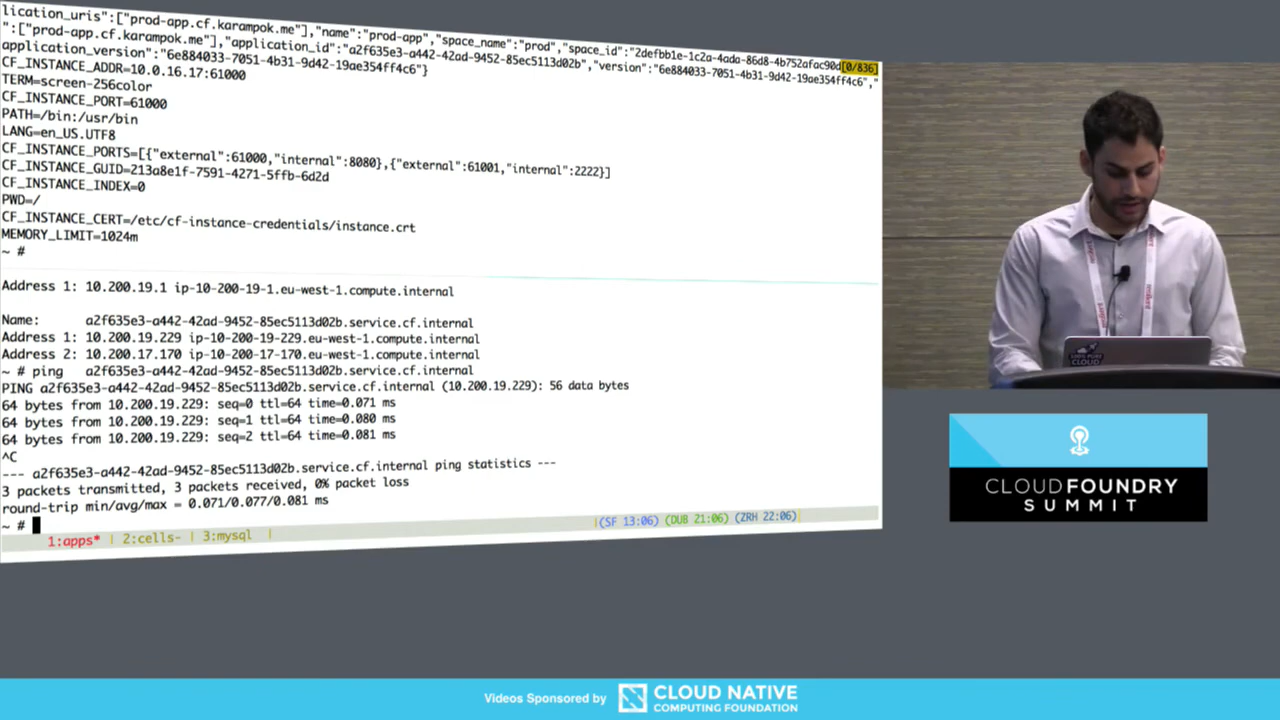 lication_uris":["prod-app.cf.karampok.me"],"name":"prod-app","space_name":"prod","space_id":"2defbb1e-1c2a-4ada-86d8-4b752afac90d[0/836]
":["prod-app.cf.karampok.me"],"application_id":"a2f635e3-a442-42ad-9452-85ec5113d02b","version":"6e884033-7051-4b31-9d42-19ae354ff4c6","
application_version":"6e884033-7051-4b31-9d42-19ae354ff4c6"}
CF_INSTANCE_ADDR=10.0.16.17:61000
TERM=screen-256color
CF_INSTANCE_PORT=61000
PATH=/bin:/usr/bin
LANG=en_US.UTF8
CF_INSTANCE_PORTS=[{"external":61000,"internal":8080},{"external":61001,"internal":2222}]
CF_INSTANCE_GUID=213a8e1f-7591-4271-5ffb-6d2d
CF_INSTANCE_INDEX=0
PWD=/
CF_INSTANCE_CERT=/etc/cf-instance-credentials/instance.crt
MEMORY_LIMIT=1024m
~ #
Address 1: 10.200.19.1 ip-10-200-19-1.eu-west-1.compute.internal
Name: a2f635e3-a442-42ad-9452-85ec5113d02b.service.cf.internal
Address 1: 10.200.19.229 ip-10-200-19-229.eu-west-1.compute.internal
Address 2: 10.200.17.170 ip-10-200-17-170.eu-west-1.compute.internal
~ # ping a2f635e3-a442-42ad-9452-85ec5113d02b.service.cf.internal
PING a2f635e3-a442-42ad-9452-85ec5113d02b.service.cf.internal (10.200.19.229): 56 data bytes
64 bytes from 10.200.19.229: seq=0 ttl=64 time=0.071 ms
64 bytes from 10.200.19.229: seq=1 ttl=64 time=0.080 ms
64 bytes from 10.200.19.229: seq=2 ttl=64 time=0.081 ms
^C
--- a2f635e3-a442-42ad-9452-85ec5113d02b.service.cf.internal ping statistics ---
3 packets transmitted, 3 packets received, 0% packet loss
round-trip min/avg/max = 0.071/0.077/0.081 ms
~ #
1:apps* | 2:cells- | 3:mysql | |(SF 13:06) (DUB 21:06) (ZRH 22:06)|
CLOUD FOUNDRY
SUMMIT
Videos Sponsored by
CLOUD NATIVE
COMPUTING FOUNDATION